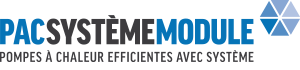 PACSYSTÈMEMODULE
POMPES À CHALEUR EFFICIENTES AVEC SYSTÈME